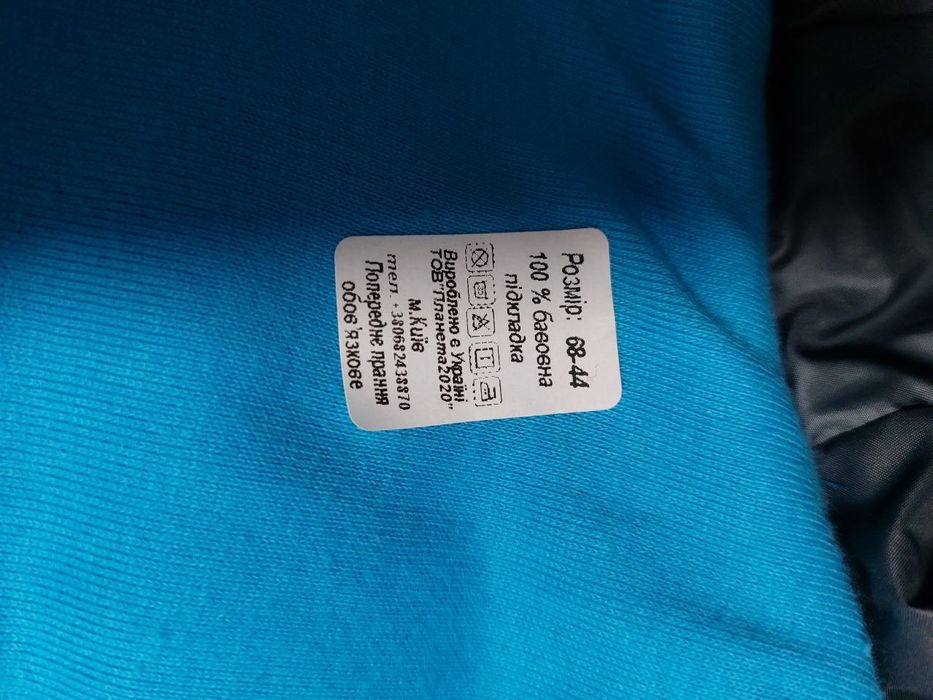 Розмір: 68-44
100 % бавовна
підкладка
Вироблено в Україні
ТОВ"Планета2020"
м.Київ
тел. +380682438870
Попереднє прання
обов'язкове